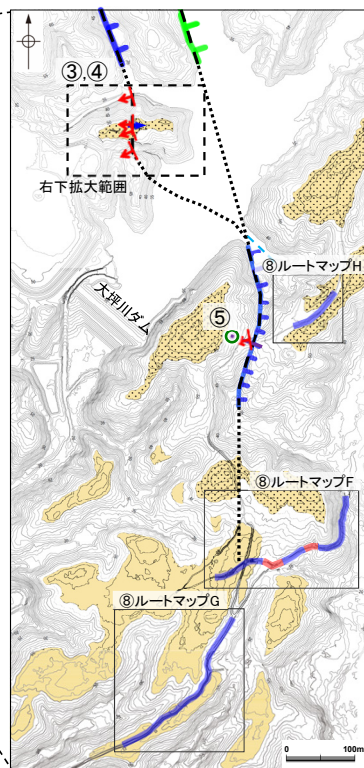 ③,④
右下拡大範囲
大坪川ダム
⑧ルートマップH
⑤
⑧ルートマップF
⑧ルートマップG
0 100m